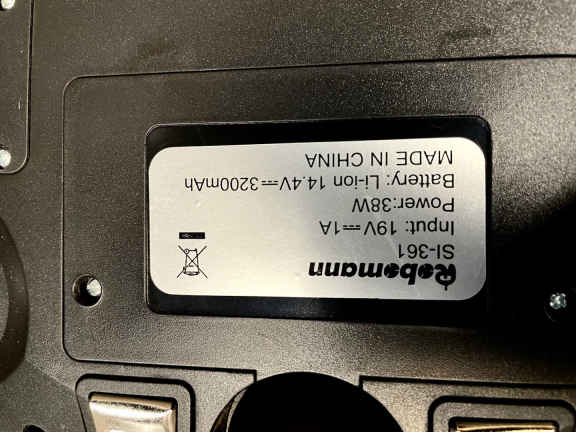 Robomann
SI-361
Input: 19V⎓1A
Power:38W
Battery: Li-ion 14.4V⎓3200mAh
MADE IN CHINA